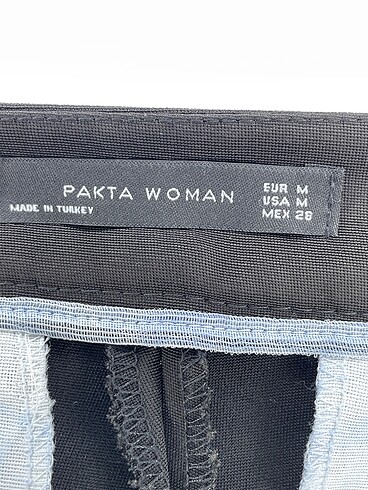 PAKTA WOMAN
MADE IN TURKEY
EUR M
USA M
MEX 28